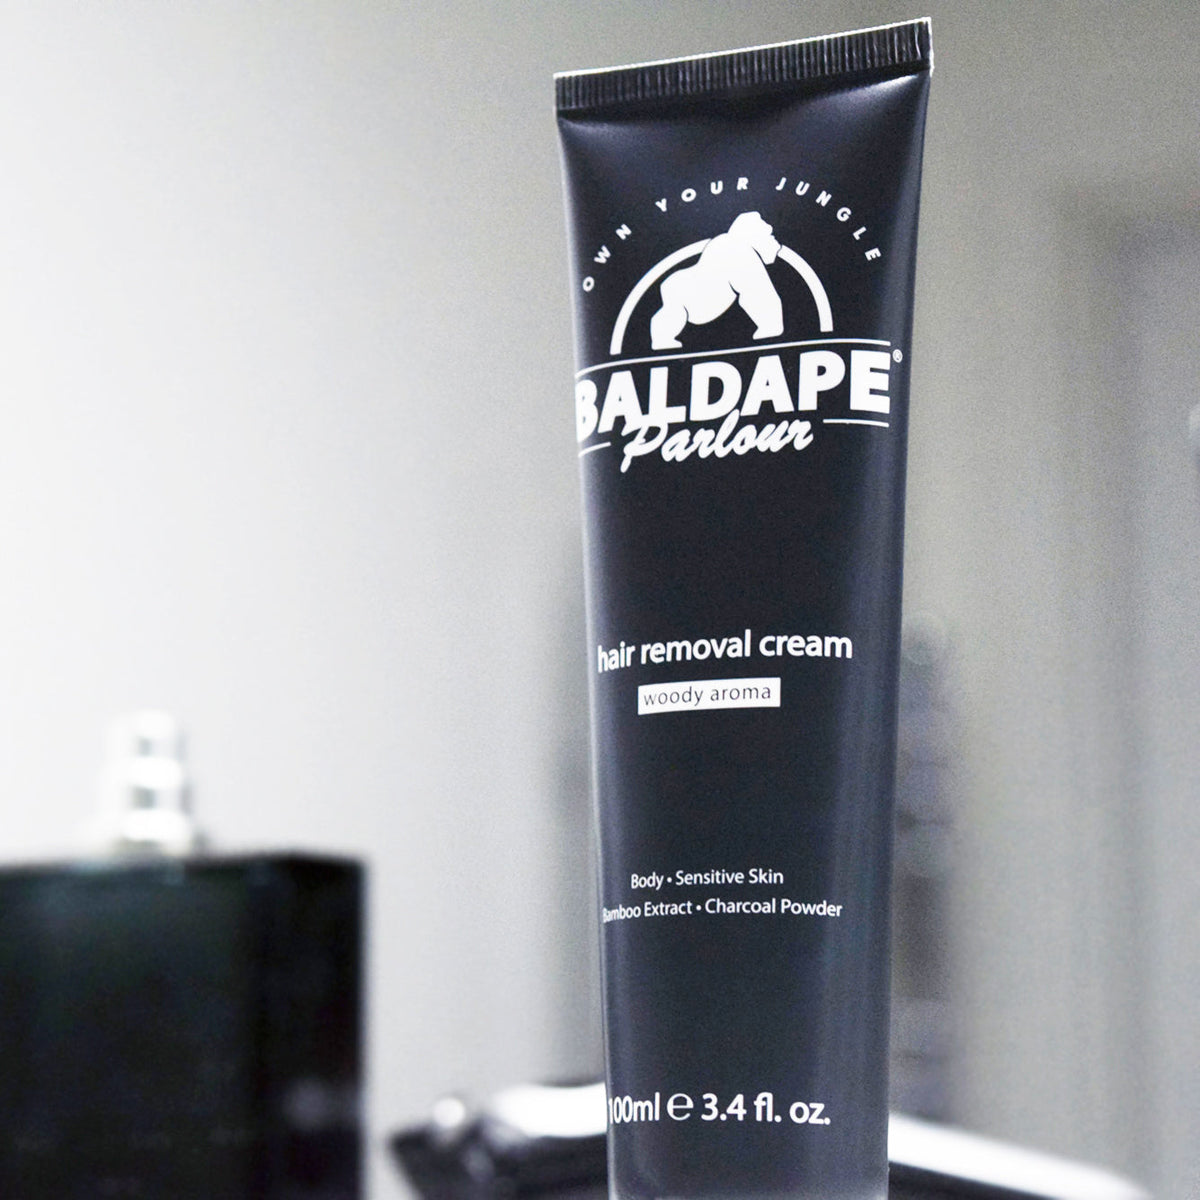 OWN YOUR JUNGLE
BALDAPE®
Parlour
hair removal cream
woody aroma
Body • Sensitive Skin
Bamboo Extract • Charcoal Powder
100ml ℮ 3.4 fl. oz.